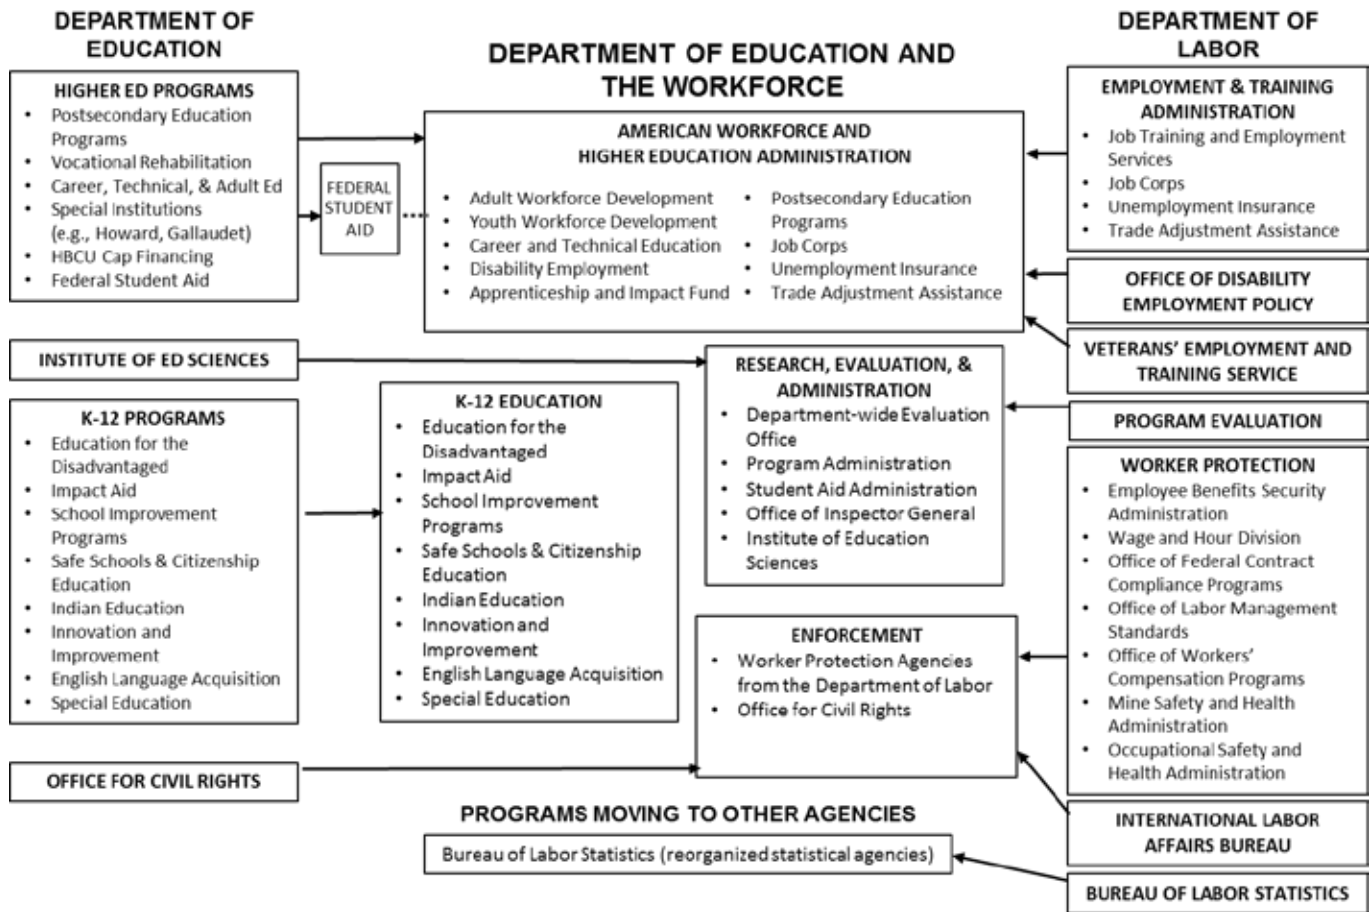 DEPARTMENT OF
EDUCATION
HIGHER ED PROGRAMS
• Postsecondary Education
Programs
• Vocational Rehabilitation
• Career, Technical, & Adult Ed
• Special Institutions
(e.g., Howard, Gallaudet)
• HBCU Cap Financing
• Federal Student Aid
INSTITUTE OF ED SCIENCES
K-12 PROGRAMS
• Education for the
Disadvantaged
• Impact Aid
• School Improvement
Programs
• Safe Schools & Citizenship
Education
• Indian Education
• Innovation and
Improvement
• English Language Acquisition
• Special Education
OFFICE FOR CIVIL RIGHTS
DEPARTMENT OF EDUCATION AND
THE WORKFORCE
FEDERAL
STUDENT
AID
AMERICAN WORKFORCE AND
HIGHER EDUCATION ADMINISTRATION
• Adult Workforce Development
• Youth Workforce Development
• Career and Technical Education
• Disability Employment
• Apprenticeship and Impact Fund
• Postsecondary Education
Programs
• Job Corps
• Unemployment Insurance
• Trade Adjustment Assistance
K-12 EDUCATION
• Education for the
Disadvantaged
• Impact Aid
• School Improvement
Programs
• Safe Schools & Citizenship
Education
• Indian Education
• Innovation and
Improvement
• English Language Acquisition
• Special Education
RESEARCH, EVALUATION, &
ADMINISTRATION
• Department-wide Evaluation
Office
• Program Administration
• Student Aid Administration
• Office of Inspector General
• Institute of Education
Sciences
ENFORCEMENT
• Worker Protection Agencies
from the Department of Labor
• Office for Civil Rights
PROGRAMS MOVING TO OTHER AGENCIES
Bureau of Labor Statistics (reorganized statistical agencies)
DEPARTMENT OF
LABOR
EMPLOYMENT & TRAINING
ADMINISTRATION
• Job Training and Employment
Services
• Job Corps
• Unemployment Insurance
• Trade Adjustment Assistance
OFFICE OF DISABILITY
EMPLOYMENT POLICY
VETERANS’ EMPLOYMENT AND
TRAINING SERVICE
PROGRAM EVALUATION
WORKER PROTECTION
• Employee Benefits Security
Administration
• Wage and Hour Division
• Office of Federal Contract
Compliance Programs
• Office of Labor Management
Standards
• Office of Workers’
Compensation Programs
• Mine Safety and Health
Administration
• Occupational Safety and
Health Administration
INTERNATIONAL LABOR
AFFAIRS BUREAU
BUREAU OF LABOR STATISTICS